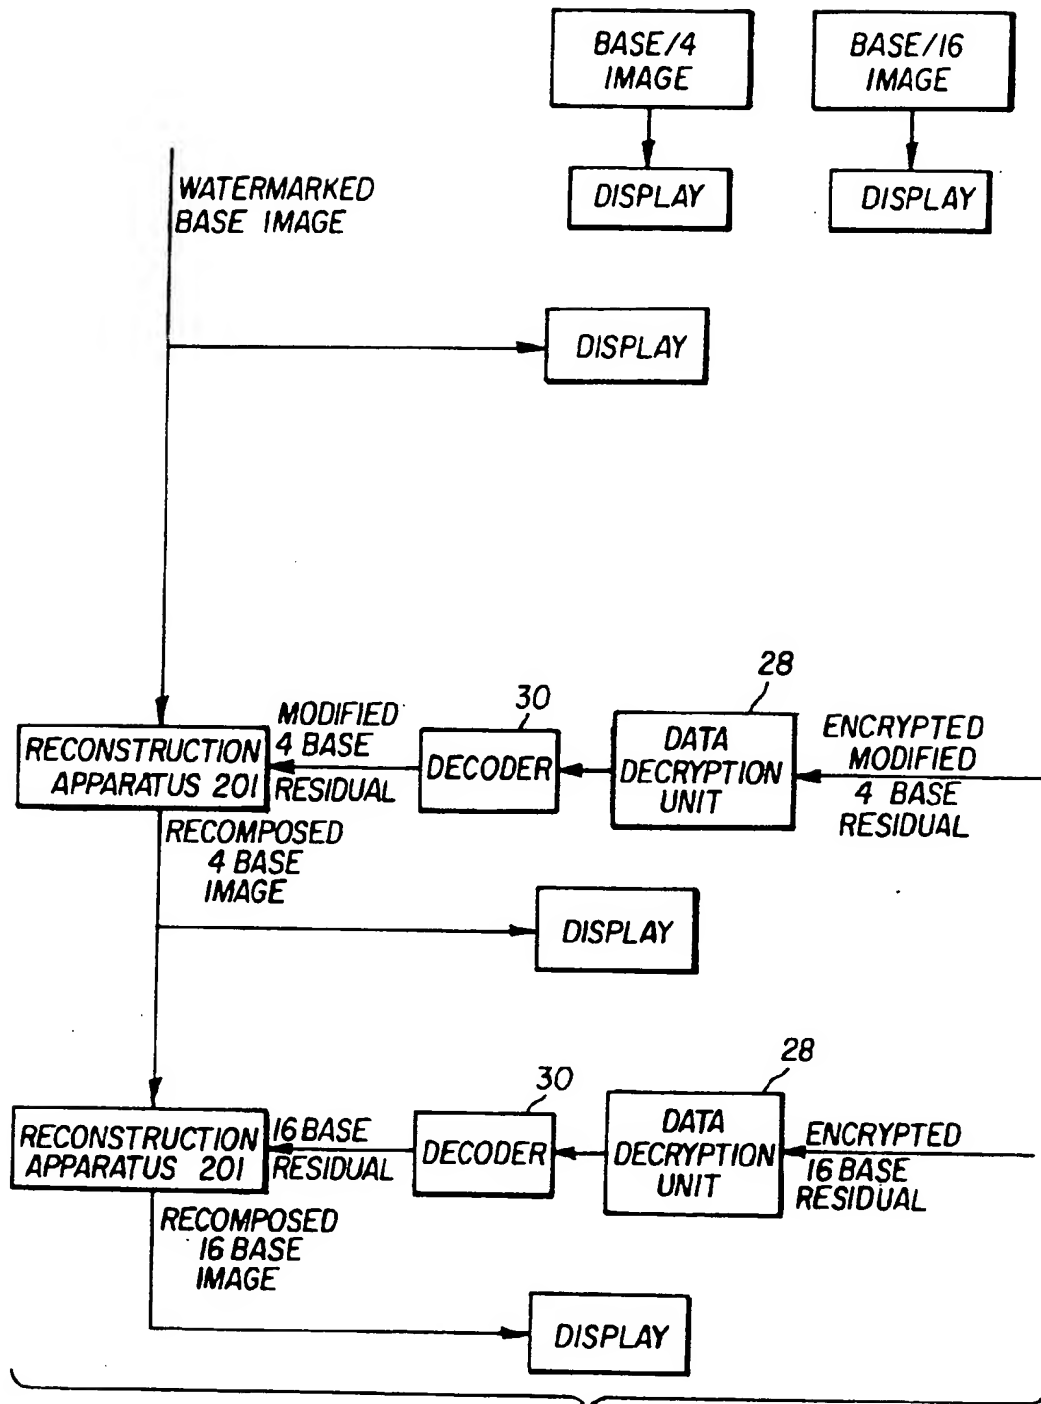 BASE/4
IMAGE
BASE/16
IMAGE
DISPLAY
DISPLAY
WATERMARKED
BASE IMAGE
DISPLAY
28
30
MODIFIED
4 BASE
RESIDUAL
RECONSTRUCTION
APPARATUS 201
DECODER
DATA
DECRYPTION
UNIT
ENCRYPTED
MODIFIED
4 BASE
RESIDUAL
RECOMPOSED
4 BASE
IMAGE
DISPLAY
28
30
RECONSTRUCTION
APPARATUS 201
16 BASE
RESIDUAL
DECODER
DATA
DECRYPTION
UNIT
ENCRYPTED
16 BASE
RESIDUAL
RECOMPOSED
16 BASE
IMAGE
DISPLAY